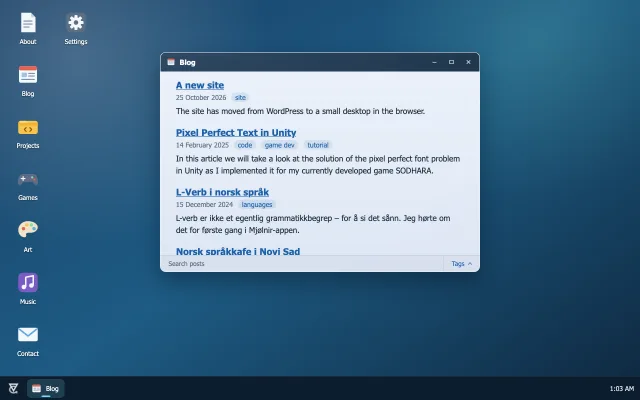 About
Settings
Blog
Projects
Games
Art
Music
Contact
Blog
A new site
25 October 2026 site
The site has moved from WordPress to a small desktop in the browser.
Pixel Perfect Text in Unity
14 February 2025 code game dev tutorial
In this article we will take a look at the solution of the pixel perfect font problem
in Unity as I implemented it for my currently developed game SODHARA.
L-Verb i norsk språk
15 December 2024 languages
L-verb er ikke et egentlig grammatikkbegrep – for å si det sånn. Jeg hørte om
det for første gang i Mjølnir-appen.
Norsk språkkafe i Novi Sad
Search posts
Tags
Blog
1:03 AM